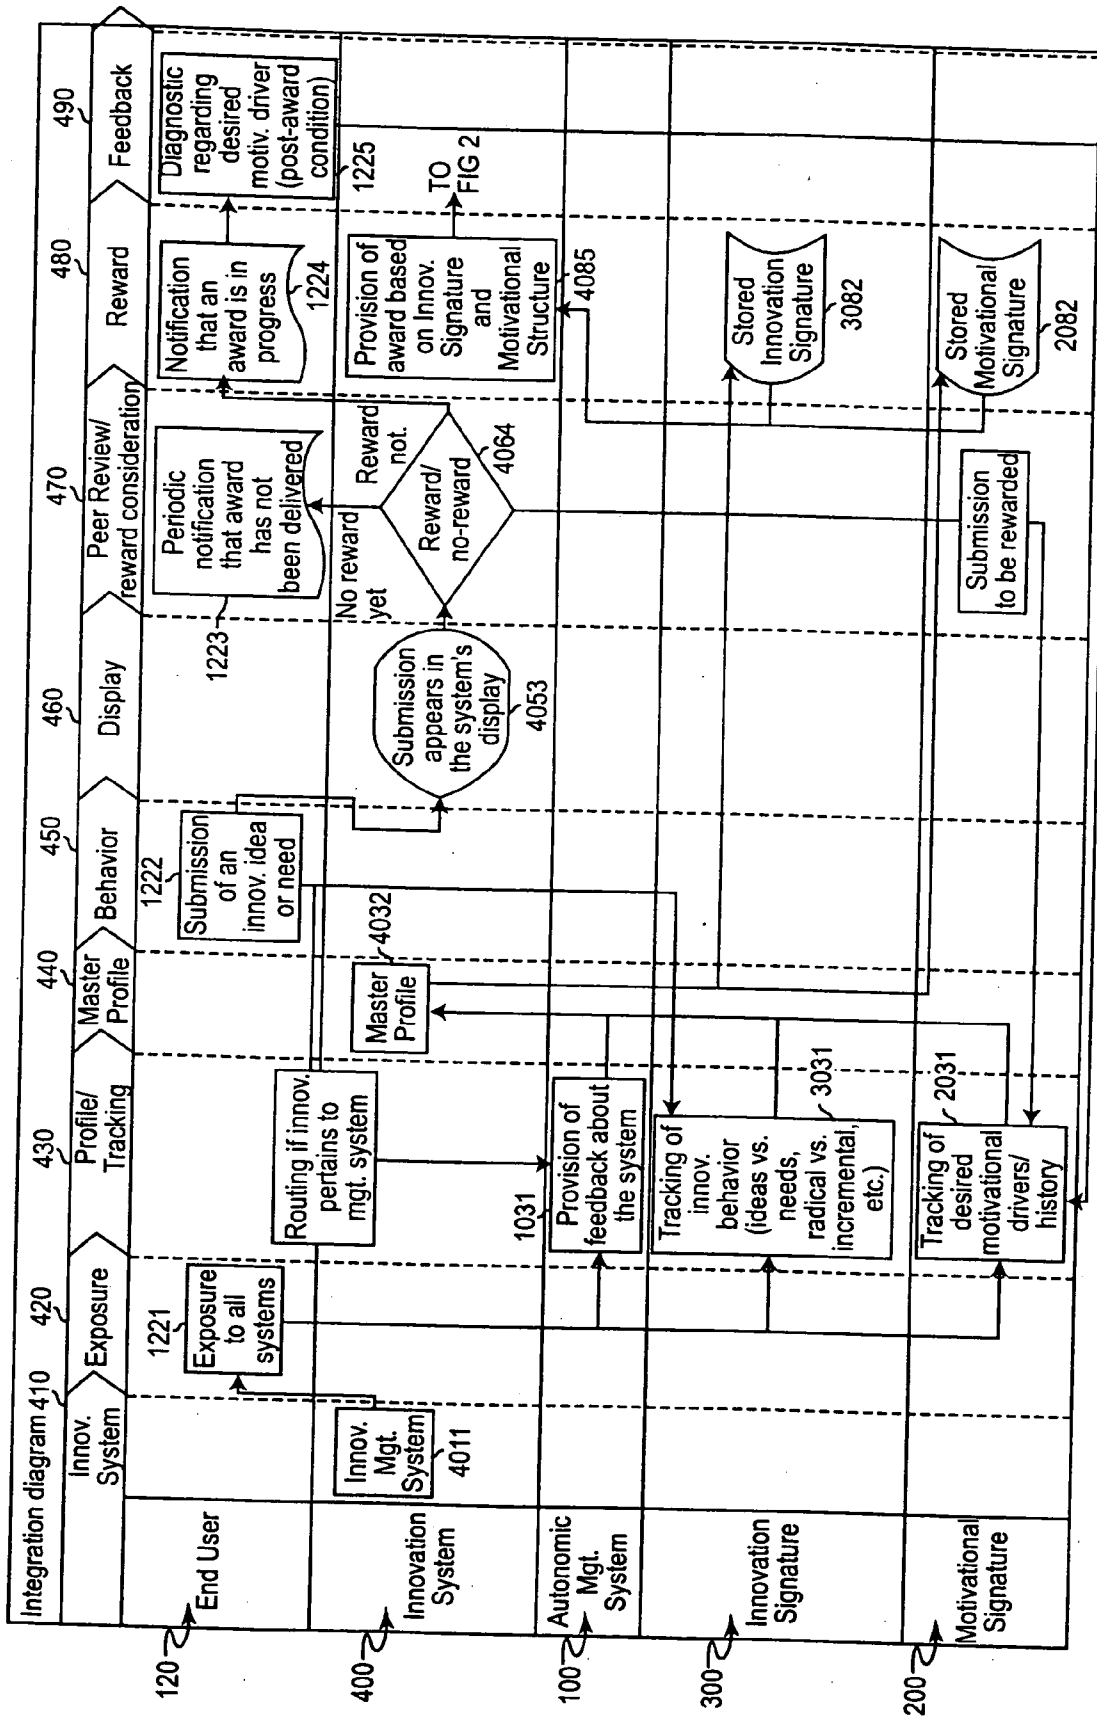 Integration diagram
410
420
430
440
450
460
470
480
490
Innov.
System
Exposure
Profile/
Tracking
Master
Profile
Behavior
Display
Peer Review/
reward consideration
Reward
Feedback
120
End User
1221
Exposure
to all
systems
Routing if innov.
pertains to
mgt. system
1222
Submission
of an
innov. idea
or need
1223
Periodic
notification
that award
has not
been delivered
Notification
that an
award is in
progress
1224
Diagnostic
regarding
desired
motiv. driver
(post-award
condition)
1225
400
Innovation
System
Innov.
Mgt.
System
4011
Master
Profile
4032
Submission
appears in
the system's
display
4053
No reward
yet
Reward
not.
Reward/
no-reward
4064
Provision of
award based
on Innov.
Signature
and
Motivational
Structure
4085
TO
FIG 2
100
Autonomic
Mgt.
System
1031
Provision of
feedback about
the system
300
Innovation
Signature
Tracking of
innov.
behavior
(ideas vs.
needs,
radical vs.
incremental,
etc.)
3031
Stored
Innovation
Signature
3082
200
Motivational
Signature
Tracking of
desired
motivational
drivers/
history
2031
Submission
to be rewarded
Stored
Motivational
Signature
2082